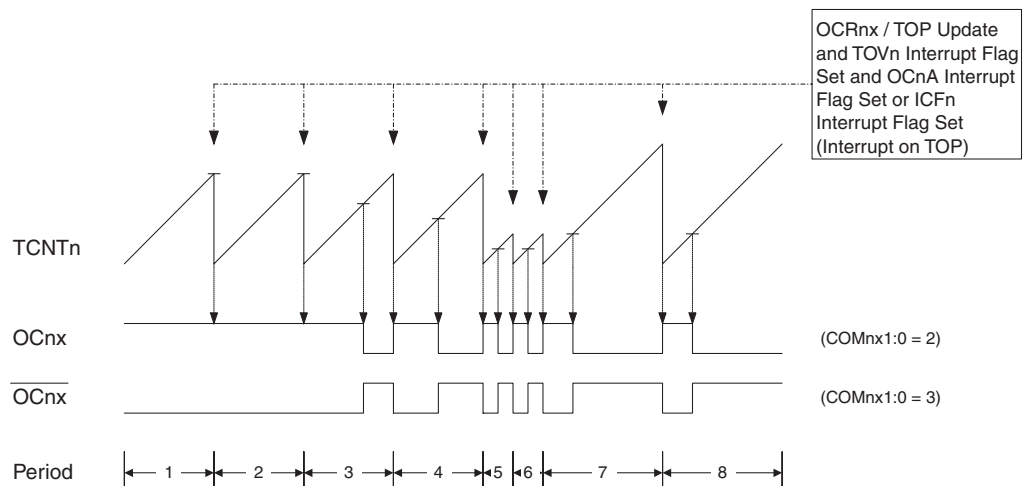 OCRnx / TOP Update
and TOVn Interrupt Flag
Set and OCnA Interrupt
Flag Set or ICFn
Interrupt Flag Set
(Interrupt on TOP)
TCNTn
OCnx
(COMnx1:0 = 2)
OCnx
(COMnx1:0 = 3)
Period
1 2 3 4 5 6 7 8